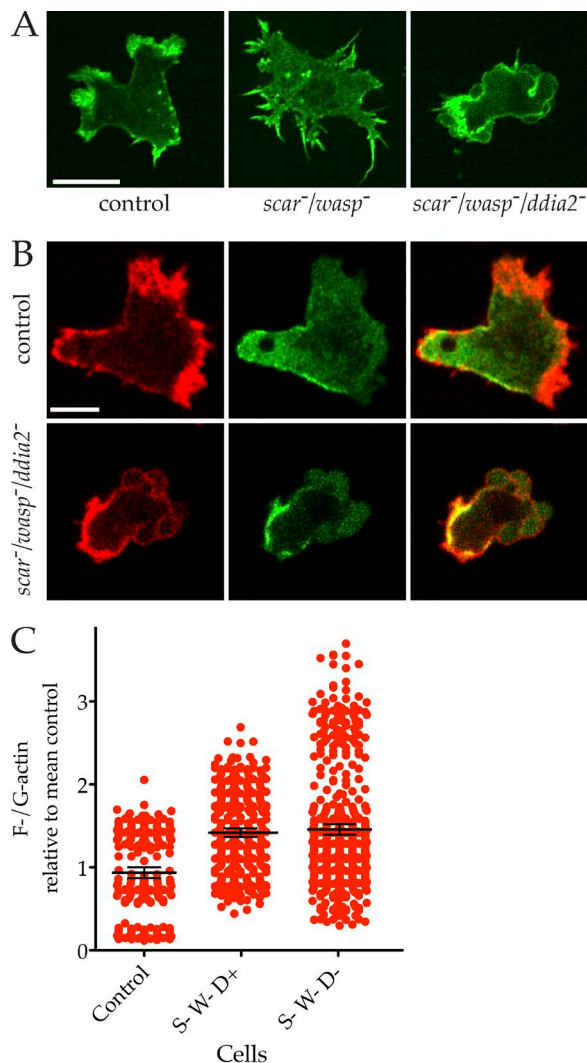 A
control
scar-/wasp-
scar-/wasp-/ddia2-
B
control
scar-/wasp-/ddia2-
C
F-/G-actin
relative to mean control
3
2
1
0
Control
S- W- D+
S- W- D-
Cells